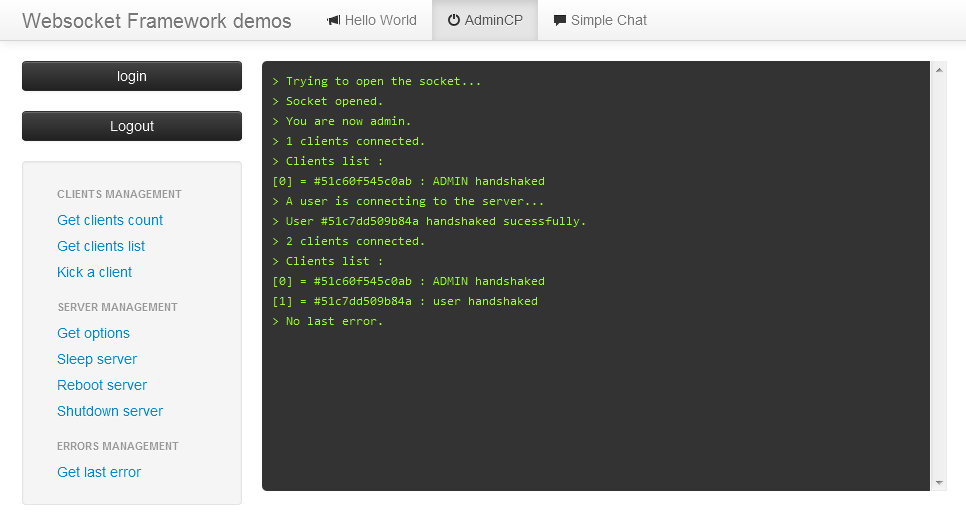 Websocket Framework demos
Hello World
AdminCP
Simple Chat
login
Logout
CLIENTS MANAGEMENT
Get clients count
Get clients list
Kick a client
SERVER MANAGEMENT
Get options
Sleep server
Reboot server
Shutdown server
ERRORS MANAGEMENT
Get last error
> Trying to open the socket...
> Socket opened.
> You are now admin.
> 1 clients connected.
> Clients list :
[0] = #51c60f545c0ab : ADMIN handshaked
> A user is connecting to the server...
> User #51c7dd509b84a handshaked sucessfully.
> 2 clients connected.
> Clients list :
[0] = #51c60f545c0ab : ADMIN handshaked
[1] = #51c7dd509b84a : user handshaked
> No last error.